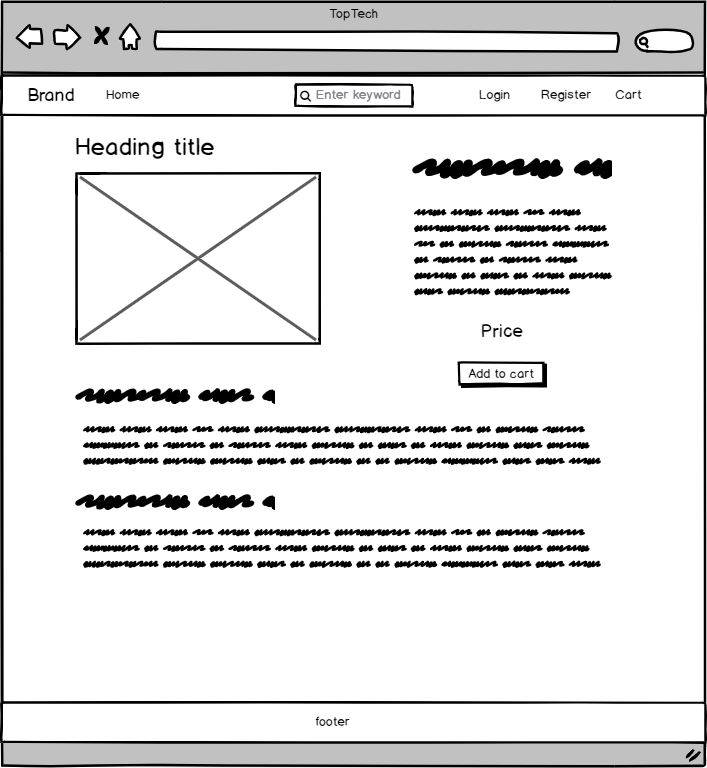 TopTech
Brand Home Enter keyword Login Register Cart
Heading title
Price
Add to cart
footer